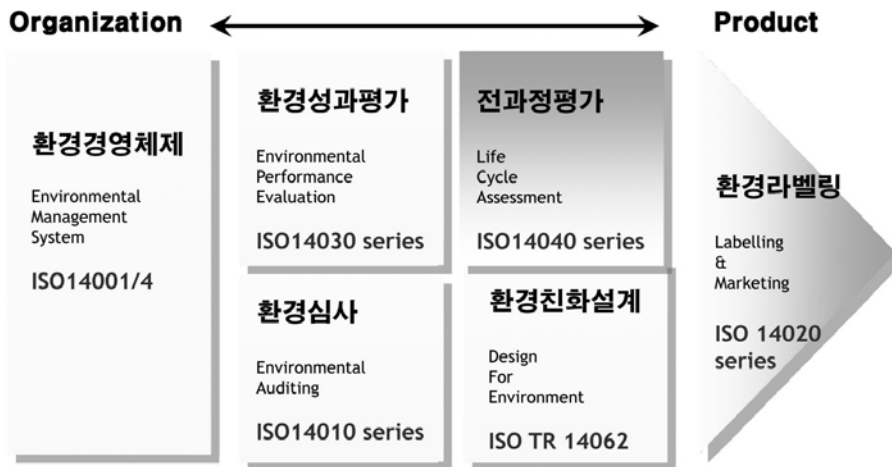 Organization
Product
환경경영체제
Environmental
Management
System
ISO14001/4
환경성과평가
Environmental
Performance
Evaluation
ISO14030 series
전과정평가
Life
Cycle
Assessment
ISO14040 series
환경심사
Environmental
Auditing
ISO14010 series
환경친화설계
Design
For
Environment
ISO TR 14062
환경라벨링
Labelling
&
Marketing
ISO 14020
series